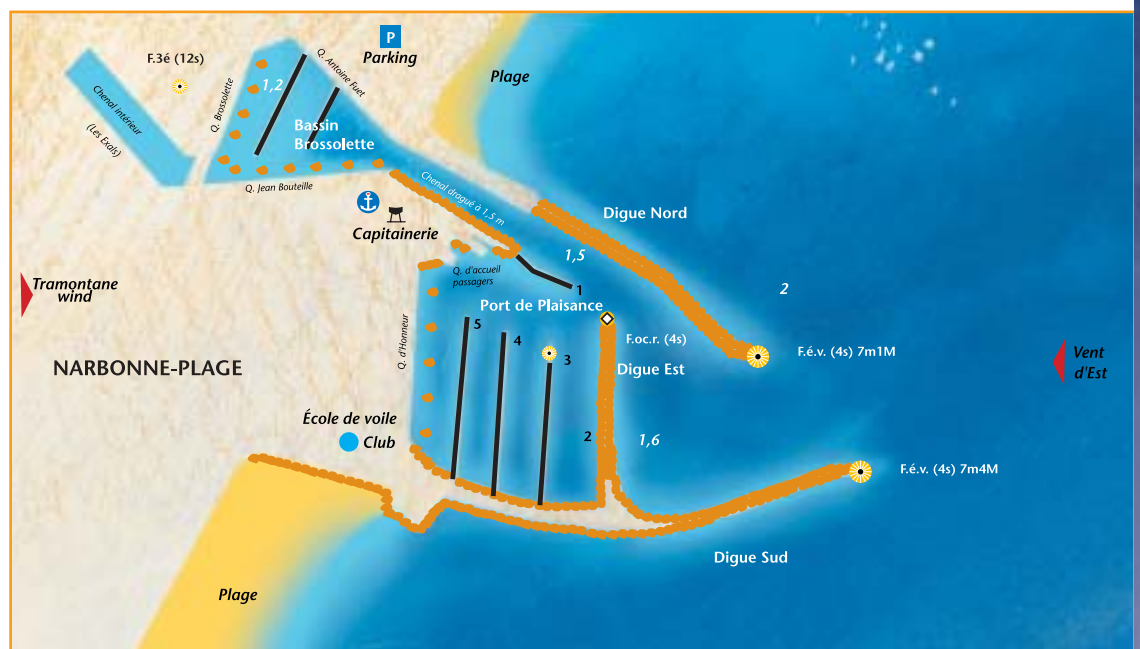 P
Parking
F.3é (12s)
Q. Antoine Fuet
Plage
1,2
Chenal intérieur
(Les Exals)
Q. Brossolette
Bassin
Brossolette
Q. Jean Bouteille
Chenal dragué à 1,5 m
Digue Nord
Capitainerie
1,5
Q. d'accueil
passagers
1
2
Tramontane
wind
Port de Plaisance
5
4
3
F.oc.r. (4s)
F.é.v. (4s) 7m1M
Vent
d'Est
Q. d'Honneur
NARBONNE-PLAGE
Digue Est
École de voile
Club
2
1,6
F.é.v. (4s) 7m4M
Digue Sud
Plage